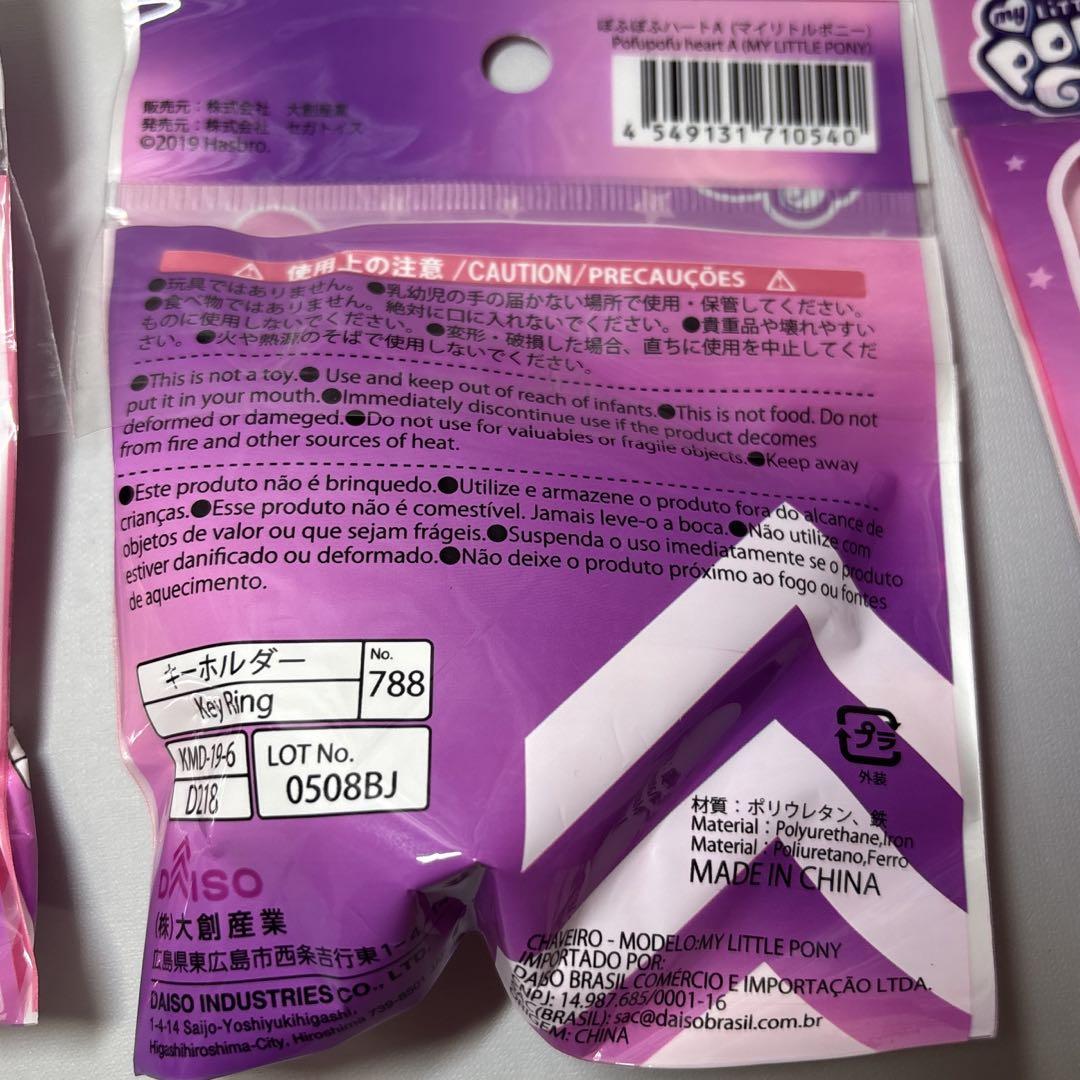 ぽふぽふハートA (マイリトルポニー)
Pofupofu heart A (MY LITTLE PONY)
4 549131 710540
販売元：株式会社 大創産業
発売元：株式会社 セガトイズ
©2019 Hasbro.
my LITTLE
使用上の注意 /CAUTION/PRECAUÇÕES
●玩具ではありません。 ●乳幼児の手の届かない場所で使用・保管してください。
●食べ物ではありません。絶対に口に入れないでください。 ●貴重品や壊れやすい
ものに使用しないでください。 ●変形・破損した場合、直ちに使用を中止してくだ
さい。 ●火や熱源のそばで使用しないでください。
●This is not a toy.● Use and keep out of reach of infants.●This is not food. Do not
put it in your mouth.●Immediately discontinue use if the product decomes
deformed or dameged.●Do not use for valuables or fragile objects.●Keep away
from fire and other sources of heat.
●Este produto não é brinquedo.●Utilize e armazene o produto fora do alcance de
crianças.●Esse produto não é comestível. Jamais leve-o a boca.●Não utilize com
objetos de valor ou que sejam frágeis.●Suspenda o uso imediatamente se o produto
estiver danificado ou deformado.●Não deixe o produto próximo ao fogo ou fontes
de aquecimento.
キーホルダー
Key Ring
No.
788
KMD-19-6
D218
LOT No.
0508BJ
プラ
外装
材質：ポリウレタン、鉄
Material : Polyurethane,Iron
Material : Poliuretano,Ferro
MADE IN CHINA
DAISO
(株)大創産業
広島県東広島市西条吉行東1-4
DAISO INDUSTRIES CO., LTD.
1-4-14 Saijo-Yoshiyukihigashi,
Higashihiroshima-City, Hiroshima 739-8501
CHAVEIRO - MODELO:MY LITTLE PONY
IMPORTADO POR:
DAISO BRASIL COMÉRCIO E IMPORTAÇÃO LTDA.
CNPJ: 14.987.685/0001-16
(BRASIL): sac@daisobrasil.com.br
ORIGEM: CHINA